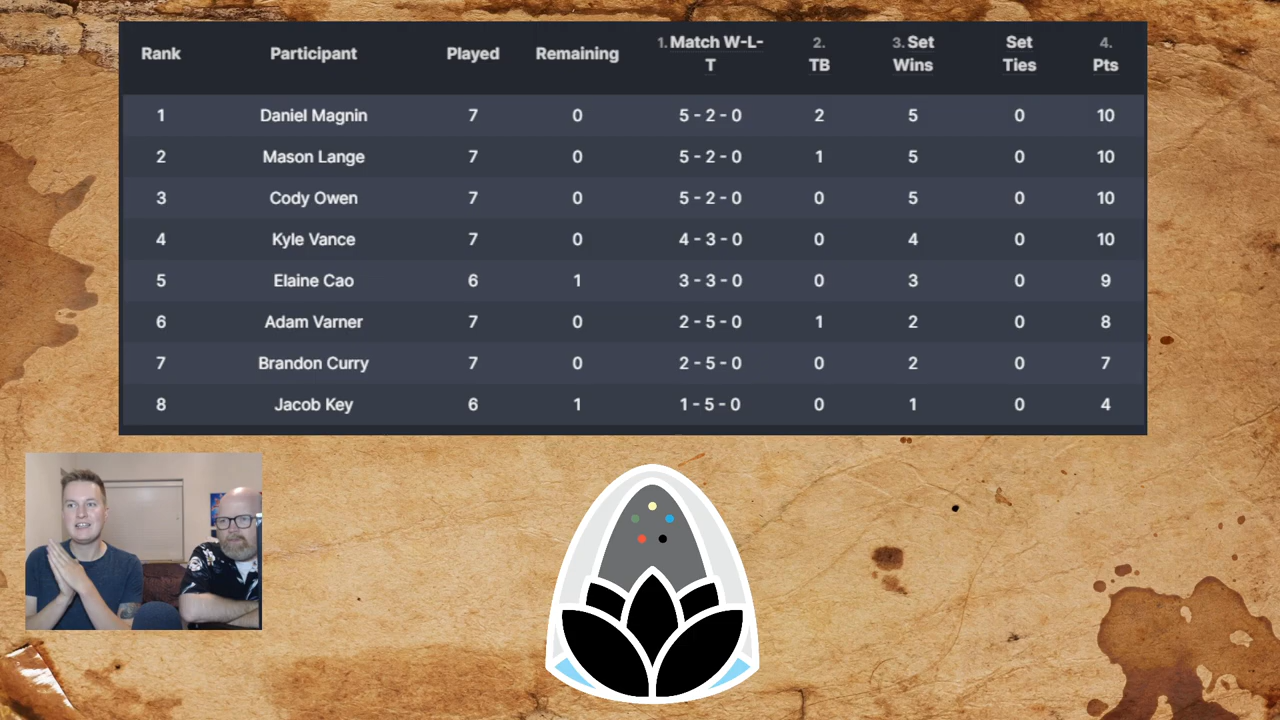 Rank Participant Played Remaining 1. Match W-L-T 2. TB 3. Set Wins Set Ties 4. Pts
1 Daniel Magnin 7 0 5 - 2 - 0 2 5 0 10
2 Mason Lange 7 0 5 - 2 - 0 1 5 0 10
3 Cody Owen 7 0 5 - 2 - 0 0 5 0 10
4 Kyle Vance 7 0 4 - 3 - 0 0 4 0 10
5 Elaine Cao 6 1 3 - 3 - 0 0 3 0 9
6 Adam Varner 7 0 2 - 5 - 0 1 2 0 8
7 Brandon Curry 7 0 2 - 5 - 0 0 2 0 7
8 Jacob Key 6 1 1 - 5 - 0 0 1 0 4